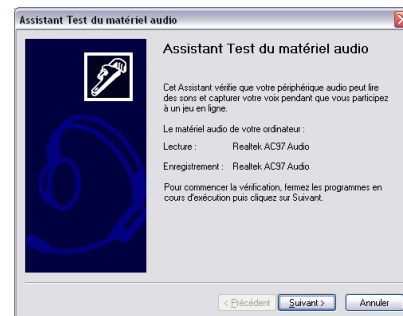 Assistant Test du matériel audio
Assistant Test du matériel audio
Cet Assistant vérifie que votre périphérique audio peut lire
des sons et capturer votre voix pendant que vous participez
à un jeu en ligne.
Le matériel audio de votre ordinateur :
Lecture : Realtek AC97 Audio
Enregistrement : Realtek AC97 Audio
Pour commencer la vérification, fermez les programmes en
cours d'exécution puis cliquez sur Suivant.
< Précédent Suivant > Annuler